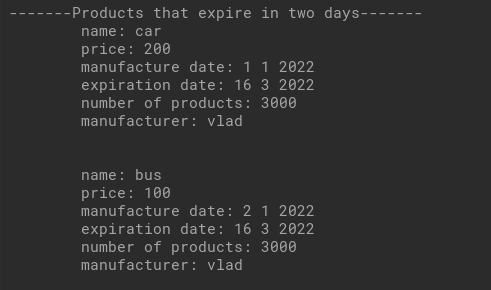 -------Products that expire in two days-------
name: car
price: 200
manufacture date: 1 1 2022
expiration date: 16 3 2022
number of products: 3000
manufacturer: vlad
name: bus
price: 100
manufacture date: 2 1 2022
expiration date: 16 3 2022
number of products: 3000
manufacturer: vlad